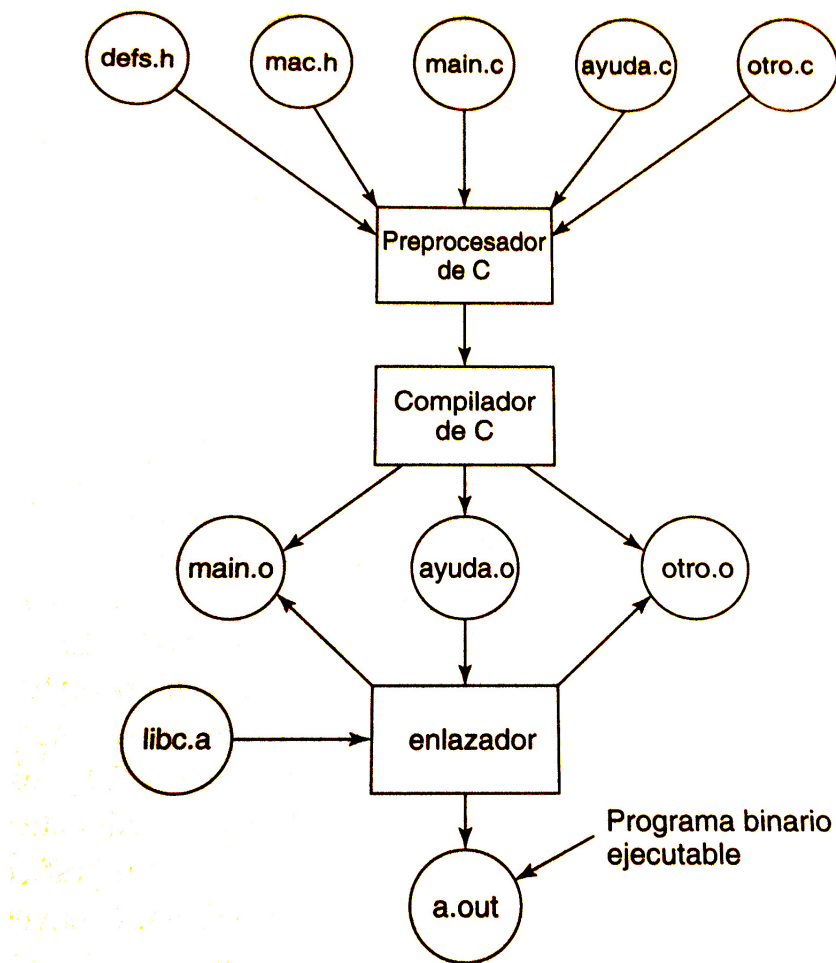 defs.h
mac.h
main.c
ayuda.c
otro.c
Preprocesador
de C
Compilador
de C
main.o
ayuda.o
otro.o
libc.a
enlazador
Programa binario
ejecutable
a.out